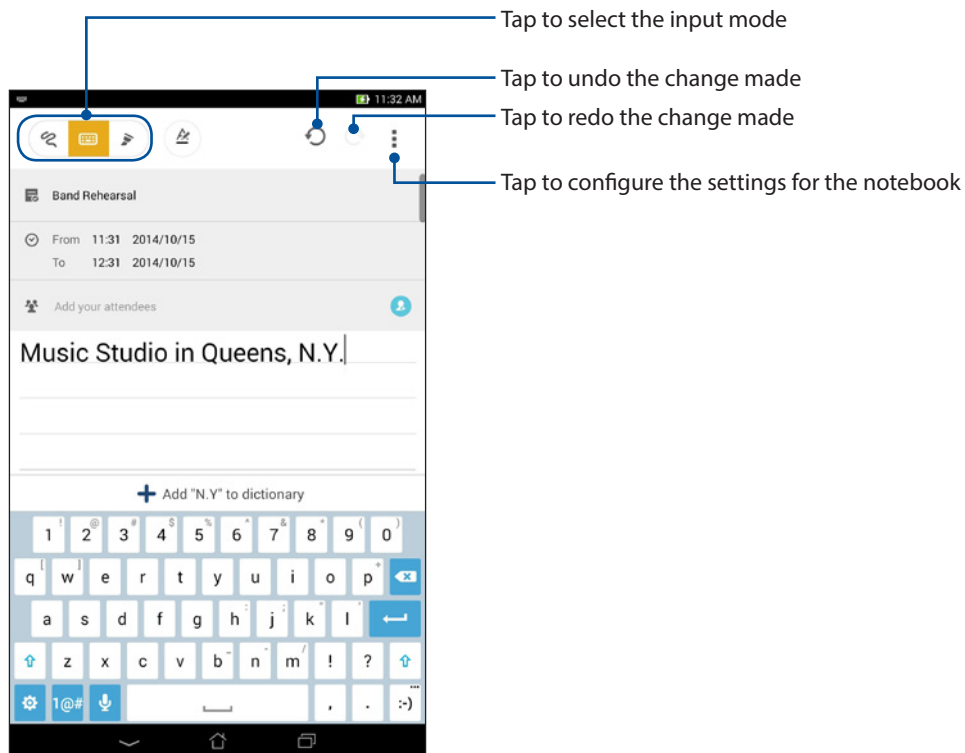 Tap to select the input mode
Tap to undo the change made
11:32 AM
Tap to redo the change made
Tap to configure the settings for the notebook
Band Rehearsal
From 11:31 2014/10/15
To 12:31 2014/10/15
Add your attendees
Music Studio in Queens, N.Y.
Add "N.Y" to dictionary
1 ! 2 @ 3 # 4 $ 5 % 6 ^ 7 & 8 * 9 ( 0 )
q [ w ] e r t y u i o p +
a s d f g h : j ; k " l '
z x c v b ~ n - m / ! ?
1@# , . :-)